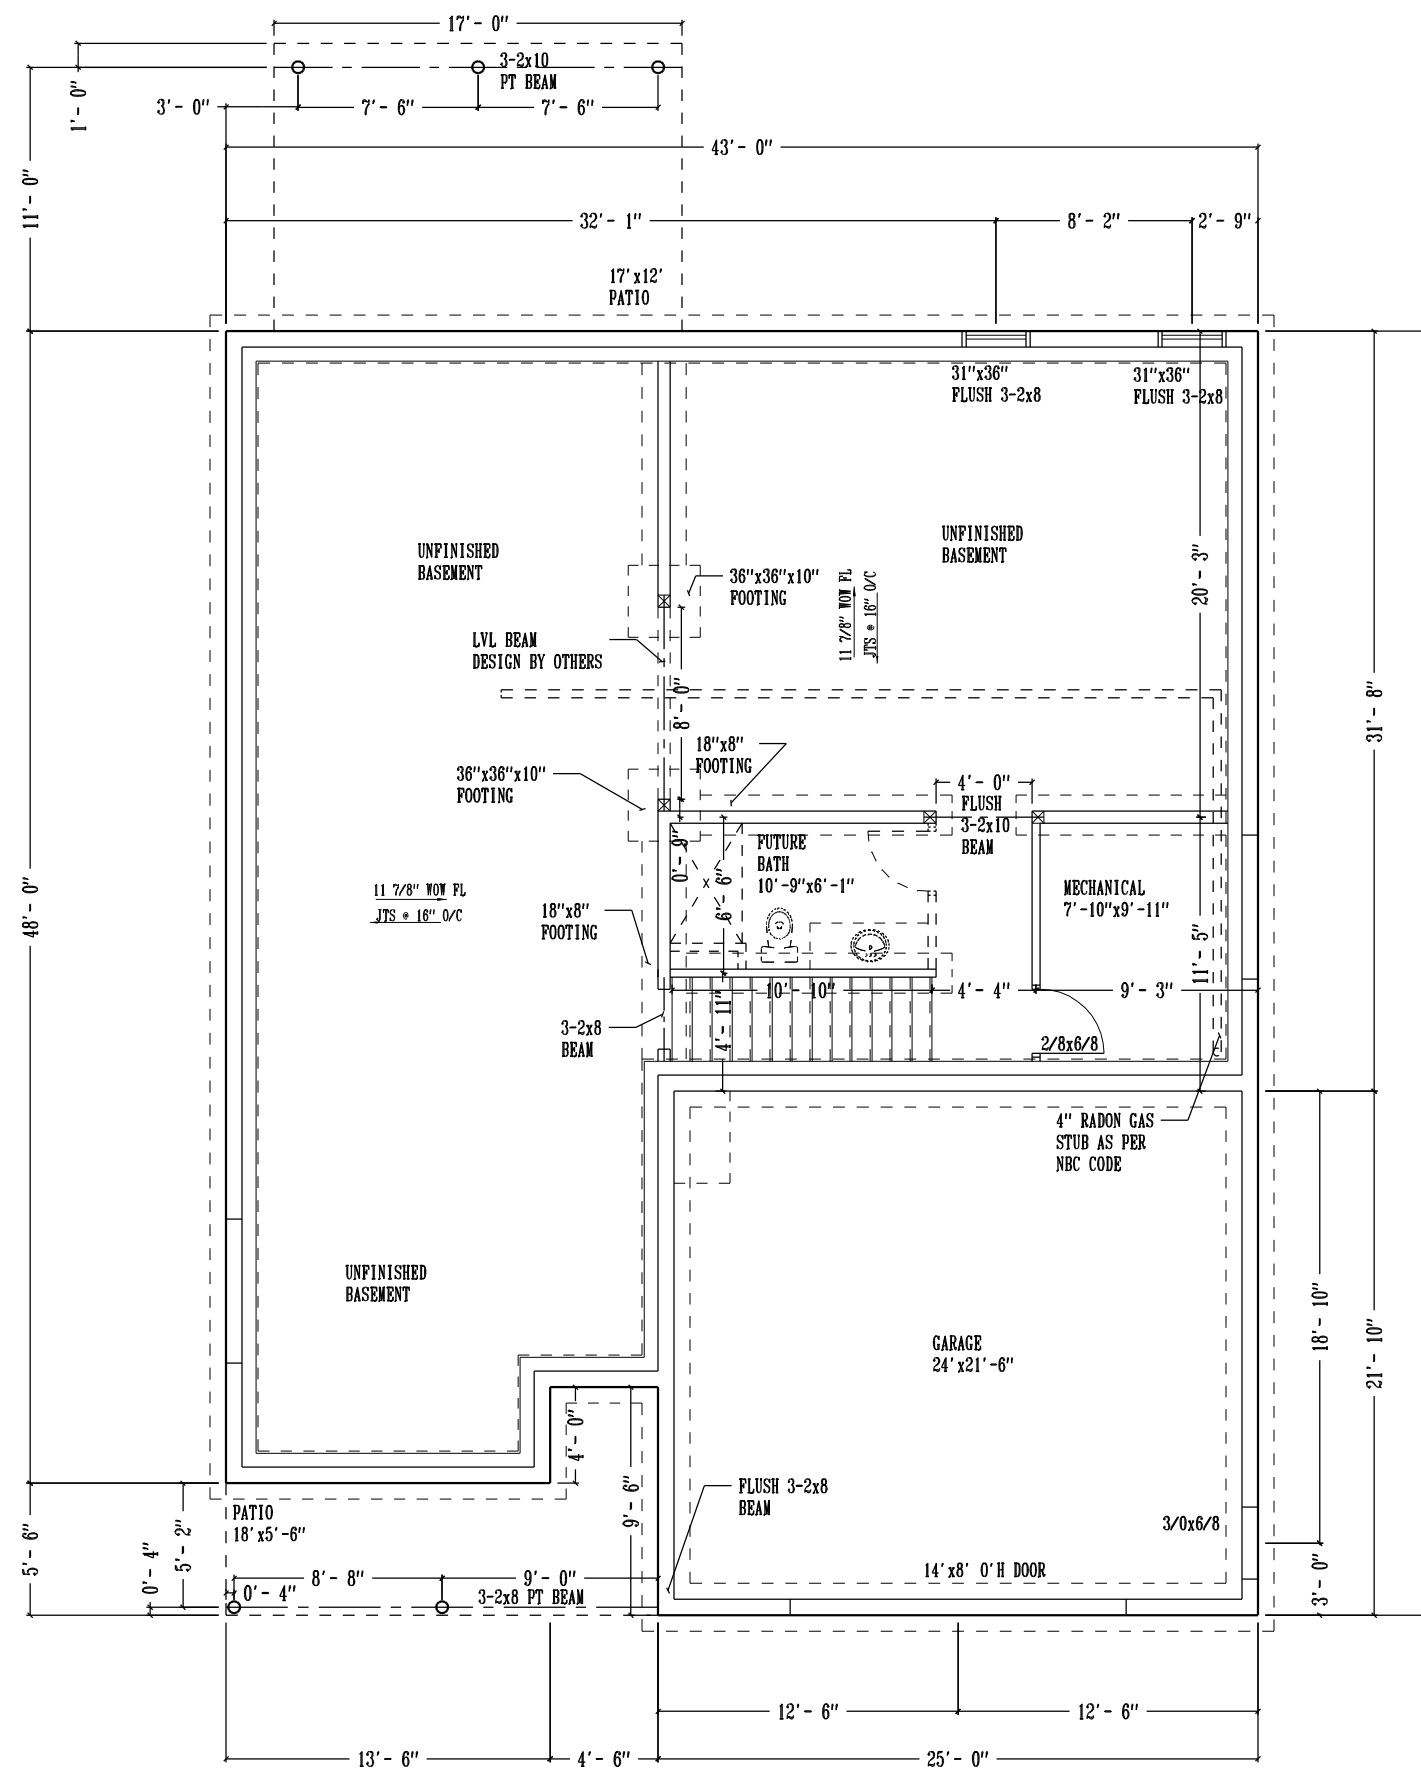 17'- 0"
3-2x10
PT BEAM
1'- 0"
3'- 0"
7'- 6"
7'- 6"
43'- 0"
11'- 0"
32'- 1"
8'- 2"
2'- 9"
17'x12'
PATIO
31"x36"
FLUSH 3-2x8
31"x36"
FLUSH 3-2x8
UNFINISHED
BASEMENT
UNFINISHED
BASEMENT
36"x36"x10"
FOOTING
11 7/8" WOW FL
JTS @ 16" O/C
20'- 3"
LVL BEAM
DESIGN BY OTHERS
8'- 0"
31'- 8"
18"x8"
FOOTING
36"x36"x10"
FOOTING
4'- 0"
FLUSH
3-2x10
BEAM
0'- 9"
FUTURE
BATH
10'-9"x6'-1"
6'- 6"
MECHANICAL
7'-10"x9'-11"
11 7/8" WOW FL
JTS @ 16" O/C
48'- 0"
18"x8"
FOOTING
11'- 5"
10'- 10"
4'- 4"
9'- 3"
4'- 11"
3-2x8
BEAM
2/8x6/8
4" RADON GAS
STUB AS PER
NBC CODE
UNFINISHED
BASEMENT
GARAGE
24'x21'-6"
18'- 10"
21'- 10"
4'- 0"
9'- 6"
FLUSH 3-2x8
BEAM
PATIO
18'x5'-6"
3/0x6/8
5'- 6"
5'- 2"
0'- 4"
8'- 8"
9'- 0"
14'x8' O'H DOOR
0'- 4"
3-2x8 PT BEAM
3'- 0"
12'- 6"
12'- 6"
13'- 6"
4'- 6"
25'- 0"